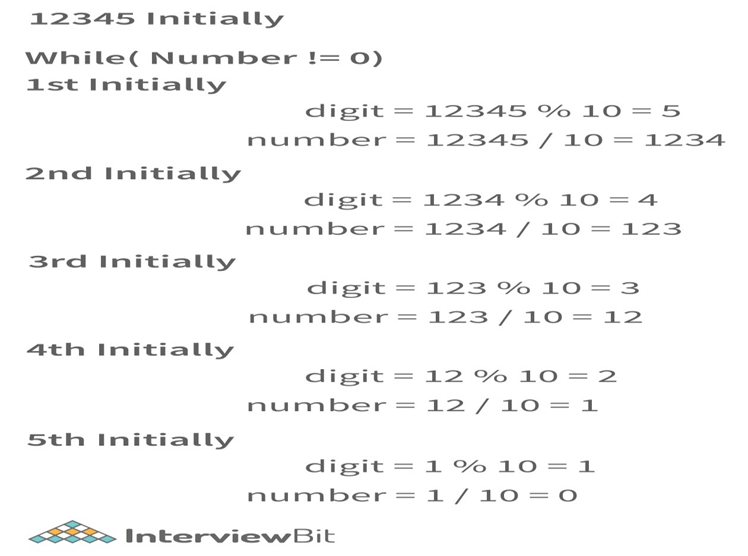 12345 Initially
While( Number != 0)
1st Initially
digit = 12345 % 10 = 5
number = 12345 / 10 = 1234
2nd Initially
digit = 1234 % 10 = 4
number = 1234 / 10 = 123
3rd Initially
digit = 123 % 10 = 3
number = 123 / 10 = 12
4th Initially
digit = 12 % 10 = 2
number = 12 / 10 = 1
5th Initially
digit = 1 % 10 = 1
number = 1 / 10 = 0
InterviewBit